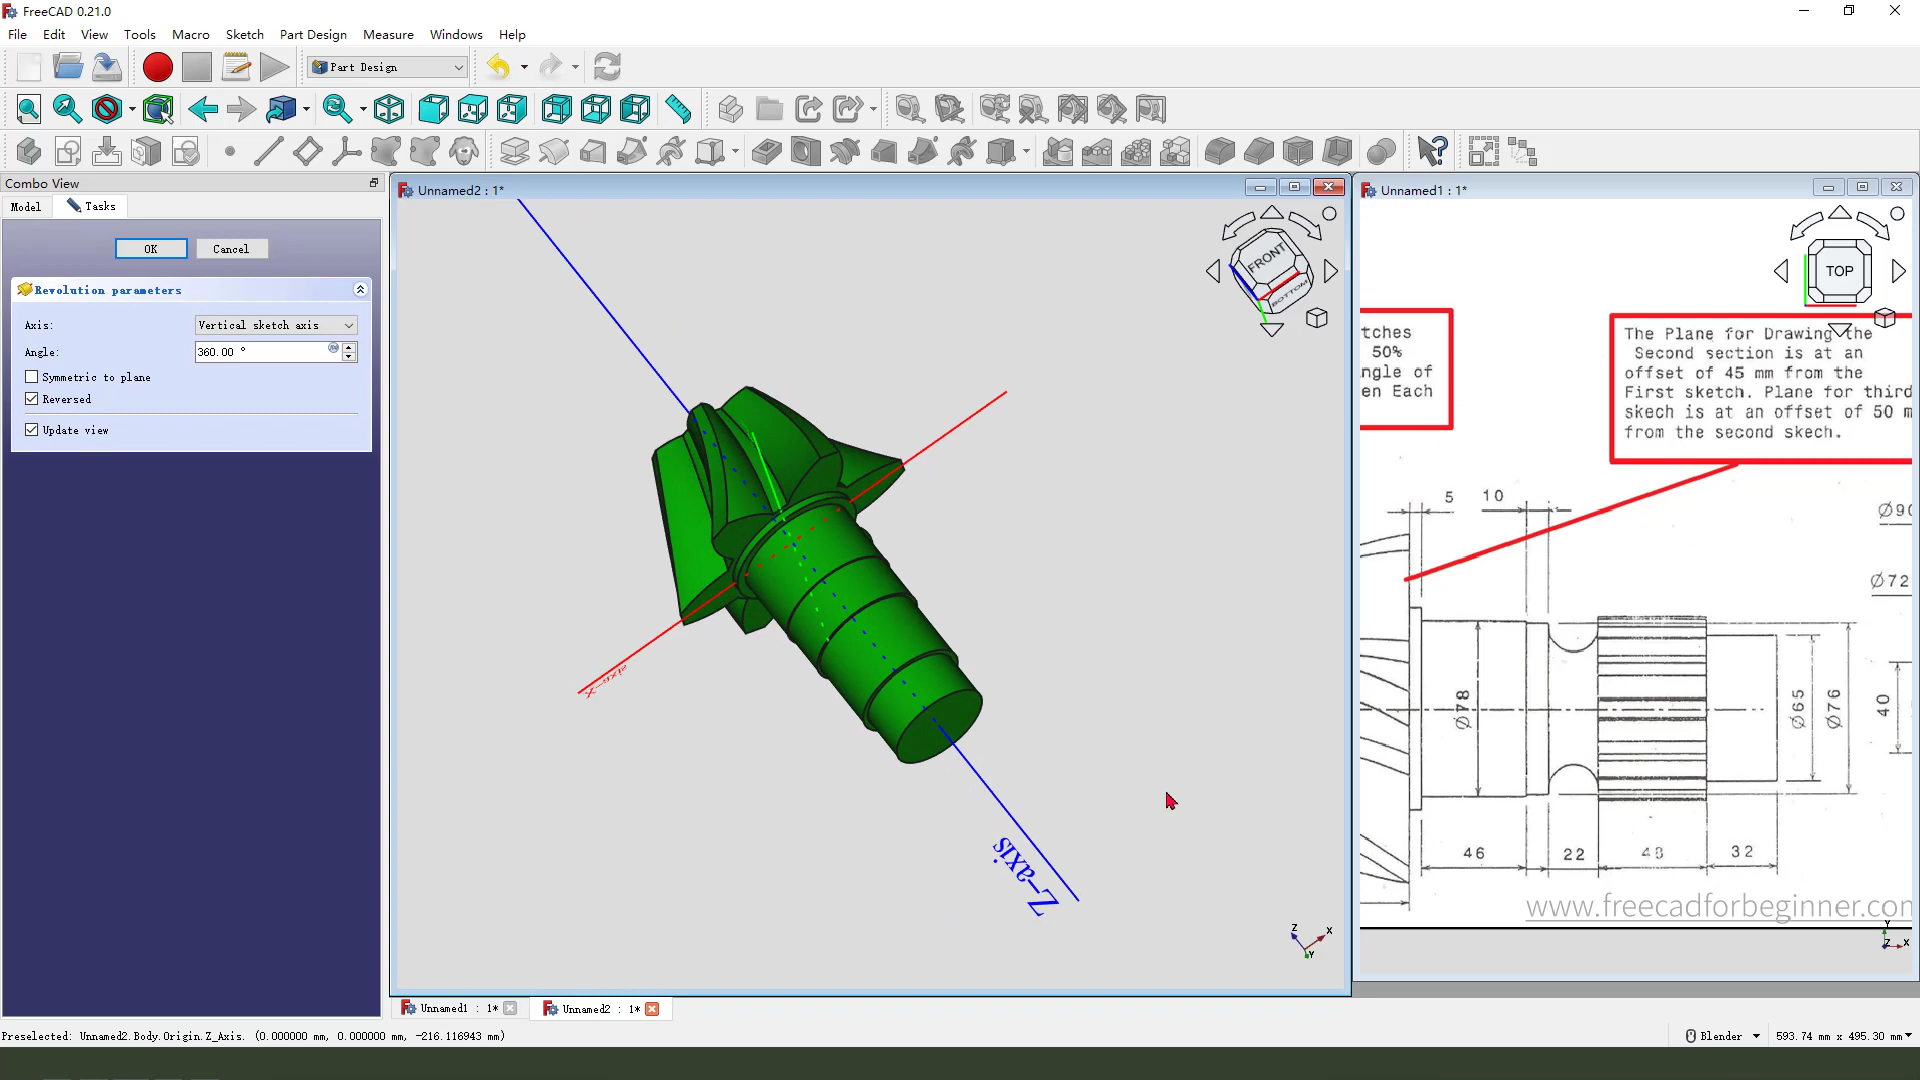 FreeCAD 0.21.0
File Edit View Tools Macro Sketch Part Design Measure Windows Help
Part Design
Combo View
Model Tasks
OK Cancel
Revolution parameters
Axis: Vertical sketch axis
Angle: 360.00 °
Symmetric to plane
Reversed
Update view
Unnamed2 : 1*
FRONT
BOTTOM
X-axis
Z-axis
Z X Y
Unnamed1 : 1*
TOP
tches
50%
ngle of
en Each
The Plane for Drawing the
Second section is at an
offset of 45 mm from the
First sketch. Plane for third
skech is at an offset of 50 m
from the second skech.
5 10
Ø90
Ø72
Ø78
Ø65
Ø76
40
46 22 48 32
www.freecadforbeginner.com
Y Z X
Unnamed1 : 1* Unnamed2 : 1*
Preselected: Unnamed2.Body.Origin.Z_Axis. (0.000000 mm, 0.000000 mm, -216.116943 mm)
Blender 593.74 mm x 495.30 mm